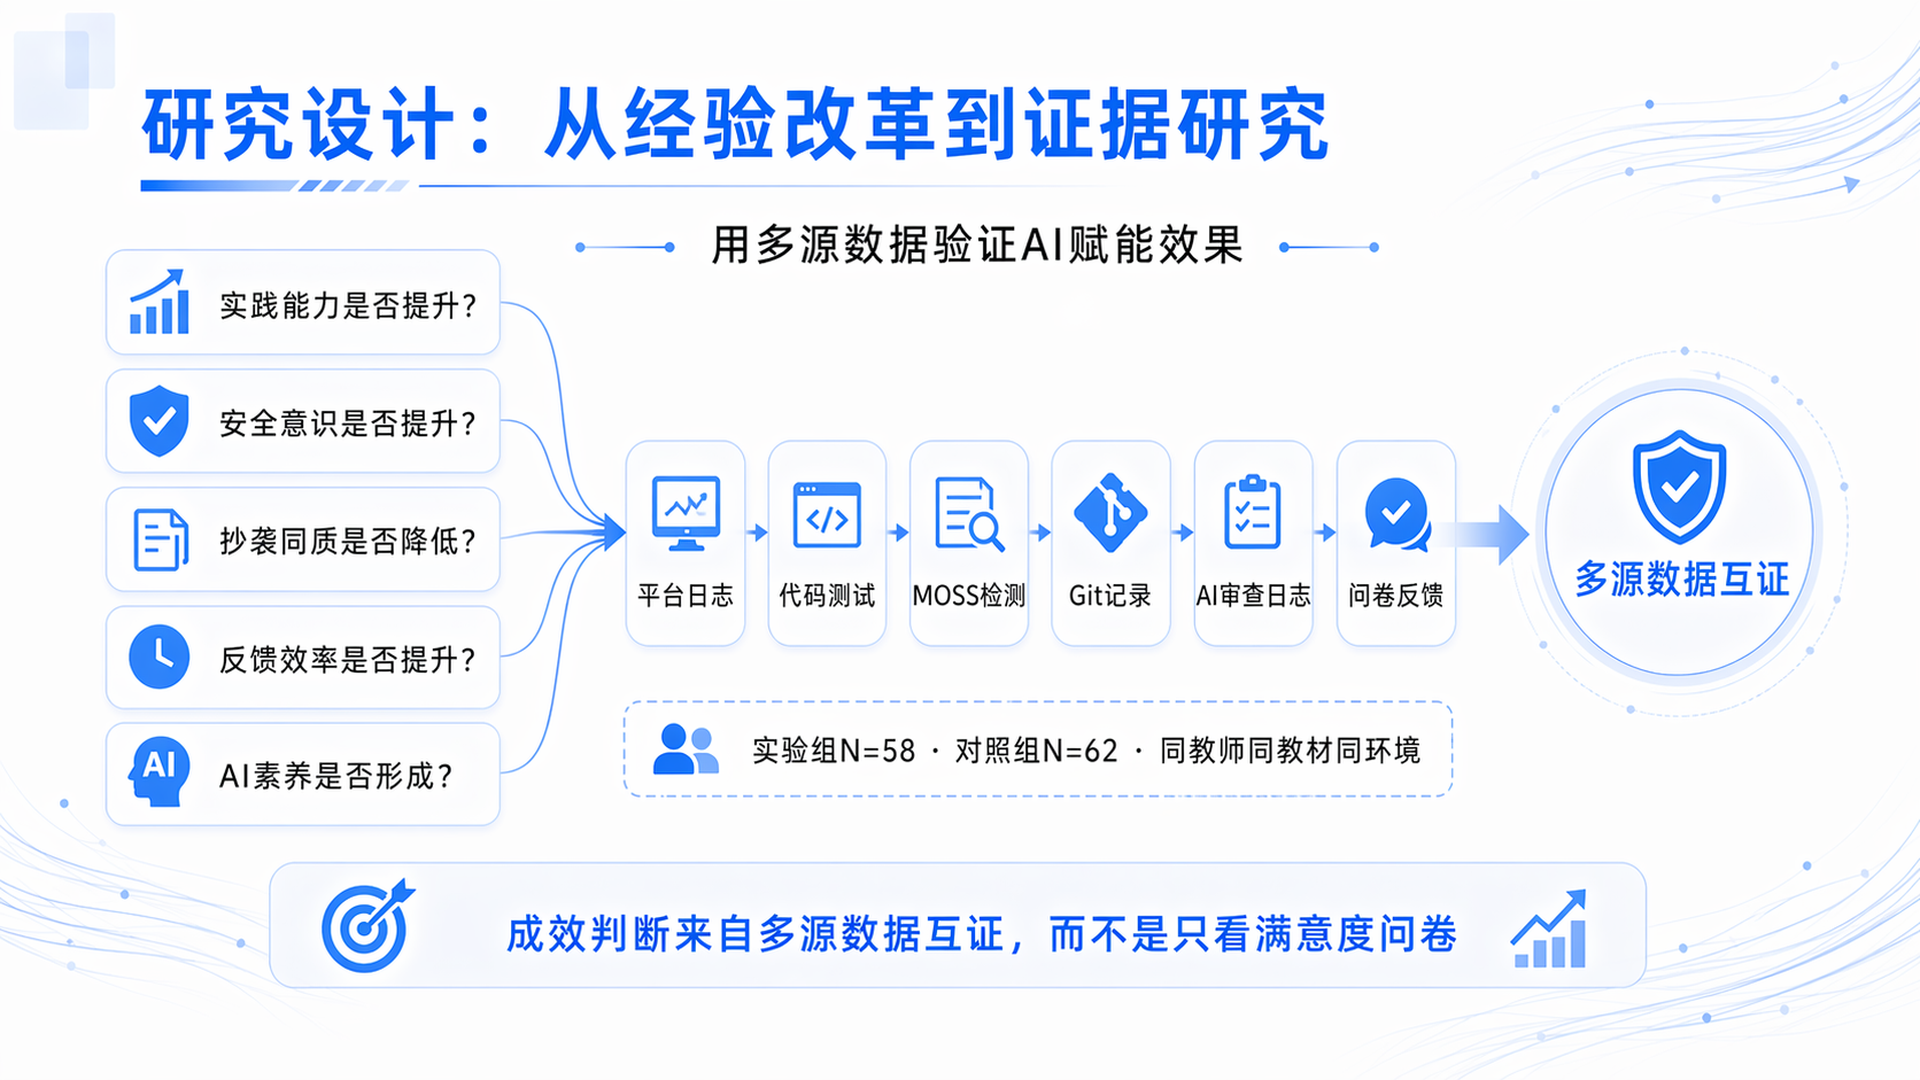 研究设计：从经验改革到证据研究
用多源数据验证AI赋能效果
实践能力是否提升？
安全意识是否提升？
抄袭同质是否降低？
反馈效率是否提升？
AI
AI素养是否形成？
平台日志
代码测试
MOSS检测
Git记录
AI审查日志
问卷反馈
多源数据互证
实验组N=58 · 对照组N=62 · 同教师同教材同环境
成效判断来自多源数据互证，而不是只看满意度问卷